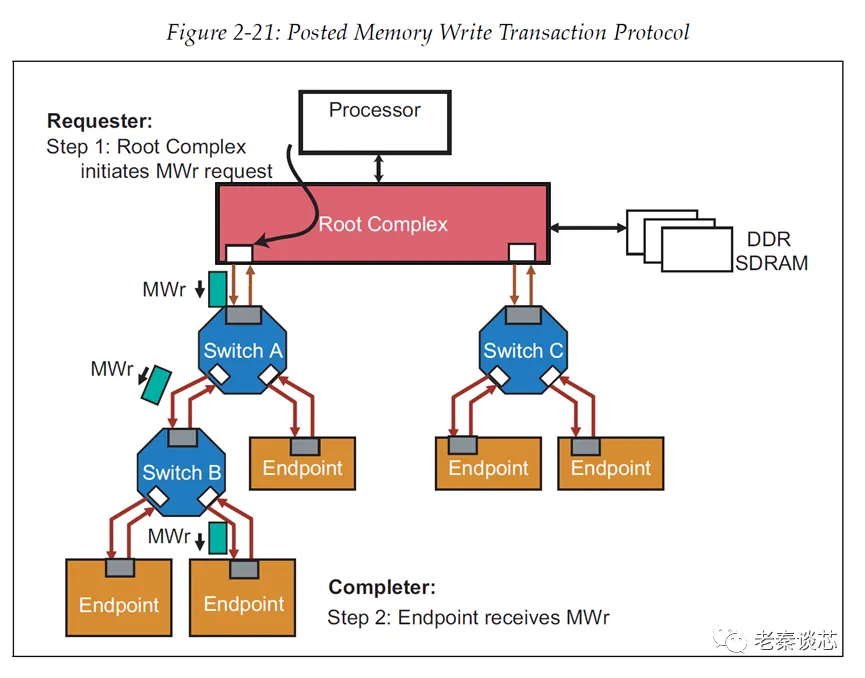 Figure 2-21: Posted Memory Write Transaction Protocol
Processor
Requester:
Step 1: Root Complex
initiates MWr request
Root Complex
DDR
SDRAM
MWr
Switch A
Switch C
MWr
Switch B
Endpoint
Endpoint
Endpoint
MWr
Endpoint
Endpoint
Completer:
Step 2: Endpoint receives MWr
老秦谈芯